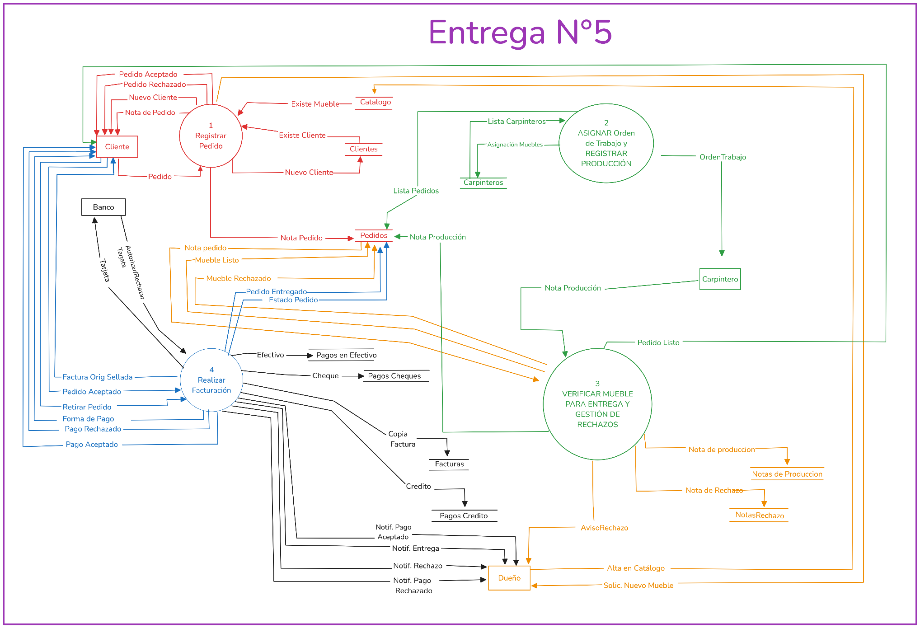 Entrega N°5
Pedido Aceptado
Pedido Rechazado
Nuevo Cliente
Nota de Pedido
Cliente
Pedido
1
Registrar
Pedido
Existe Mueble
Catalogo
Existe Cliente
Clientes
Nuevo Cliente
Lista Carpinteros
Asignación Muebles
Carpinteros
2
ASIGNAR Orden
de Trabajo y
REGISTRAR
PRODUCCIÓN
Orden Trabajo
Lista Pedidos
Banco
Tarjeta
Autorizar/Rechazar
Tarjeta
Nota Pedido
Pedidos
Nota Producción
Nota pedido
Mueble Listo
Mueble Rechazado
Pedido Entregado
Estado Pedido
Carpintero
Nota Producción
Pedido Listo
4
Realizar
Facturación
Efectivo
Pagos en Efectivo
Cheque
Pagos Cheques
Factura Orig Sellada
Pedido Aceptado
Retirar Pedido
Forma de Pago
Pago Rechazado
Pago Aceptado
3
VERIFICAR MUEBLE
PARA ENTREGA Y
GESTIÓN DE
RECHAZOS
Copia
Factura
Facturas
Credito
Pagos Credito
Nota de produccion
Notas de Produccion
Nota de Rechazo
NotasRechazo
AvisoRechazo
Notif. Pago
Aceptado
Notif. Entrega
Notif. Rechazo
Notif. Pago
Rechazado
Dueño
Alta en Catálogo
Solic. Nuevo Mueble